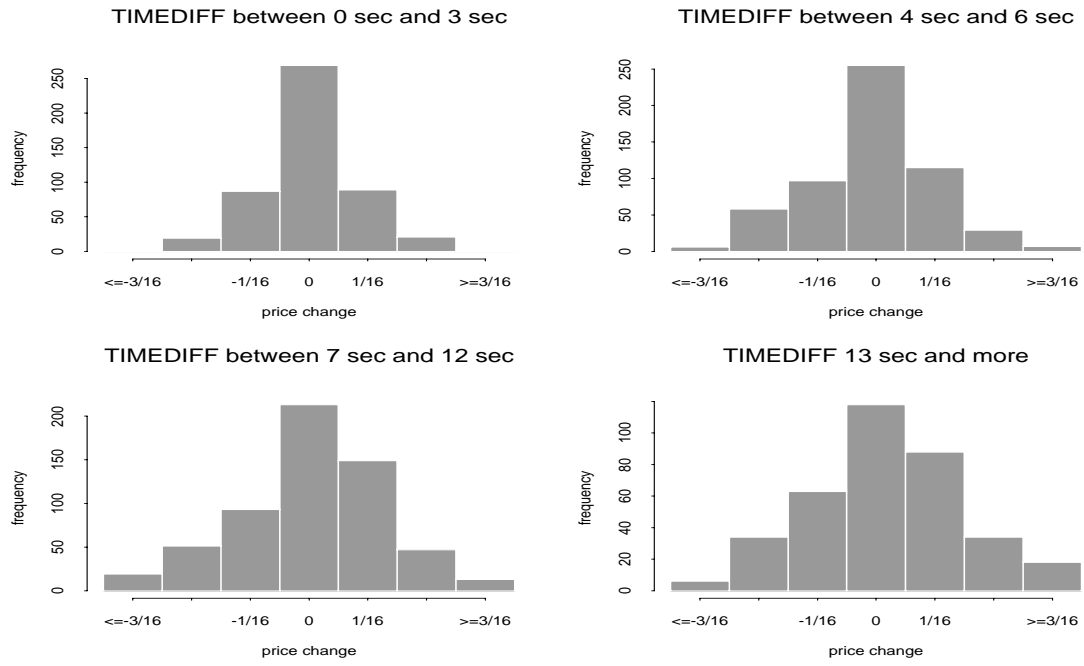 TIMEDIFF between 0 sec and 3 sec
frequency
0 50 100 150 200 250
<=-3/16 -1/16 0 1/16 >=3/16
price change
TIMEDIFF between 4 sec and 6 sec
frequency
0 50 100 150 200 250
<=-3/16 -1/16 0 1/16 >=3/16
price change
TIMEDIFF between 7 sec and 12 sec
frequency
0 50 100 150 200
<=-3/16 -1/16 0 1/16 >=3/16
price change
TIMEDIFF 13 sec and more
frequency
0 20 40 60 80 100
<=-3/16 -1/16 0 1/16 >=3/16
price change